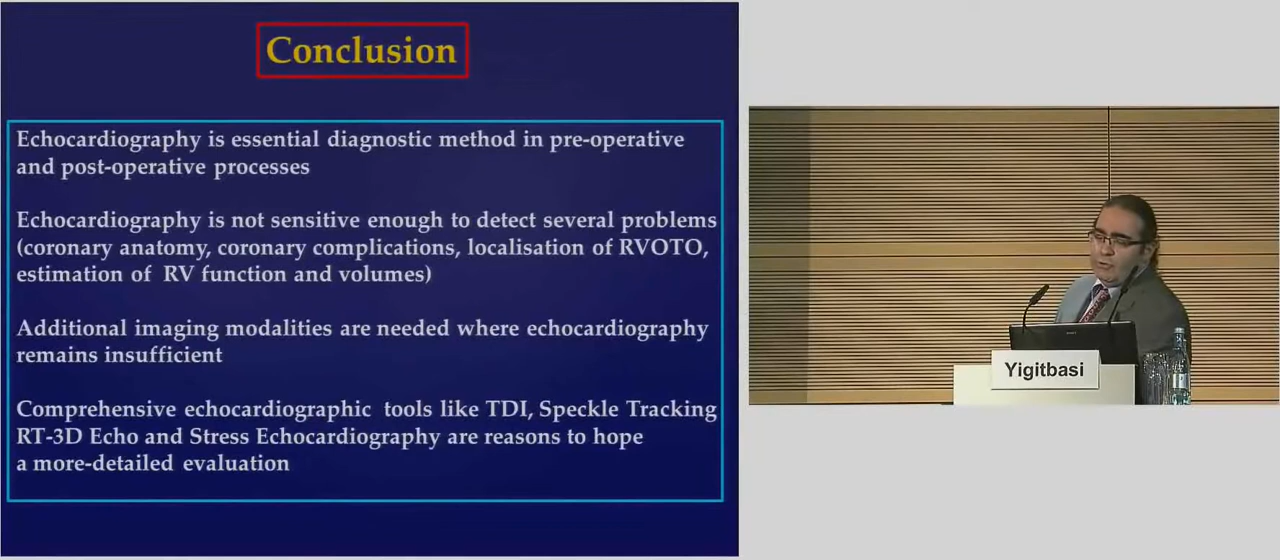 Conclusion
Echocardiography is essential diagnostic method in pre-operative
and post-operative processes
Echocardiography is not sensitive enough to detect several problems
(coronary anatomy, coronary complications, localisation of RVOTO,
estimation of RV function and volumes)
Additional imaging modalities are needed where echocardiography
remains insufficient
Comprehensive echocardiographic tools like TDI, Speckle Tracking
RT-3D Echo and Stress Echocardiography are reasons to hope
a more-detailed evaluation
Yigitbasi